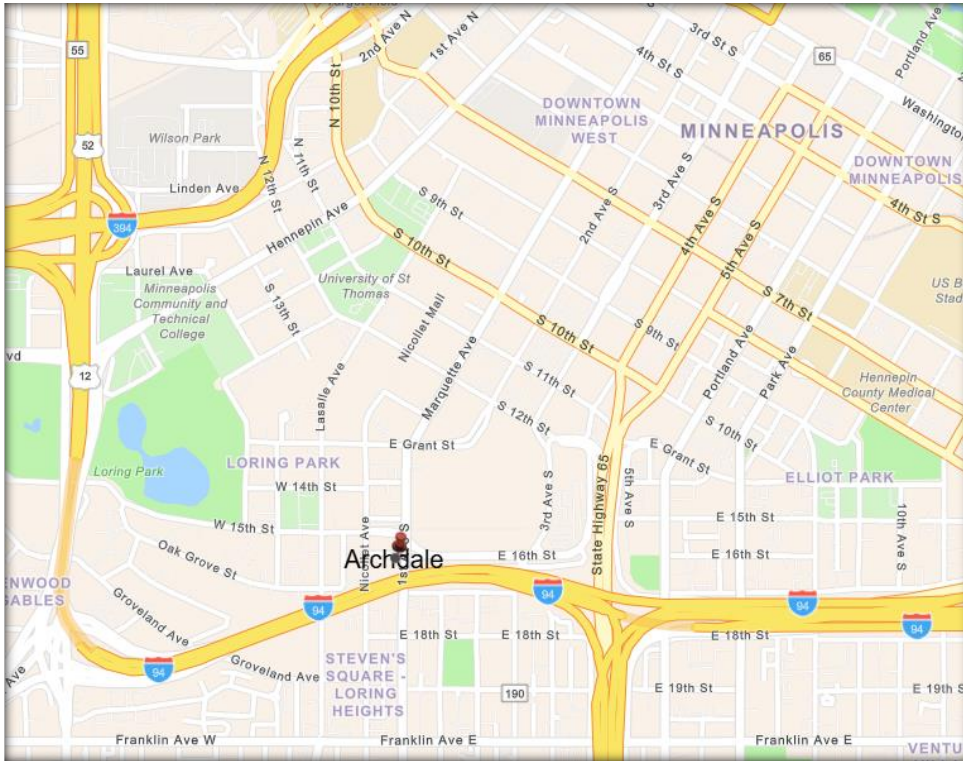 2nd Ave N
1st Ave N
3rd St S
Portland Ave
55
65
4th St S
N 10th St
Washington
DOWNTOWN
MINNEAPOLIS
WEST
MINNEAPOLIS
Wilson Park
52
N 11th St
N 12th St
DOWNTOWN
MINNEAPOLIS
Linden Ave
S 9th St
2nd Ave S
3rd Ave S
4th St S
394
Hennepin Ave
S 10th St
4th Ave S
5th Ave S
Laurel Ave
Minneapolis
Community and
Technical
College
University of St
Thomas
S 13th St
Nicollet Mall
US B
Stad
S 7th St
S 10th St
S 9th St
vd
12
Lasalle Ave
Marquette Ave
S 11th St
Portland Ave
Park Ave
Hennepin
County Medical
Center
S 12th St
S 10th St
E Grant St
E Grant St
Loring Park
LORING PARK
ELLIOT PARK
W 14th St
3rd Ave S
State Highway 65
5th Ave S
10th Ave S
W 15th St
E 15th St
Nicollet Ave
Archdale
E 16th St
E 16th St
Oak Grove St
ENWOOD
GABLES
94
94
94
94
94
Groveland Ave
E 18th St
E 18th St
E 18th St
Groveland Ave
STEVEN'S
SQUARE -
LORING
HEIGHTS
190
E 19th St
E 19th St
Ave
Franklin Ave W
Franklin Ave E
Franklin Ave E
VENTU